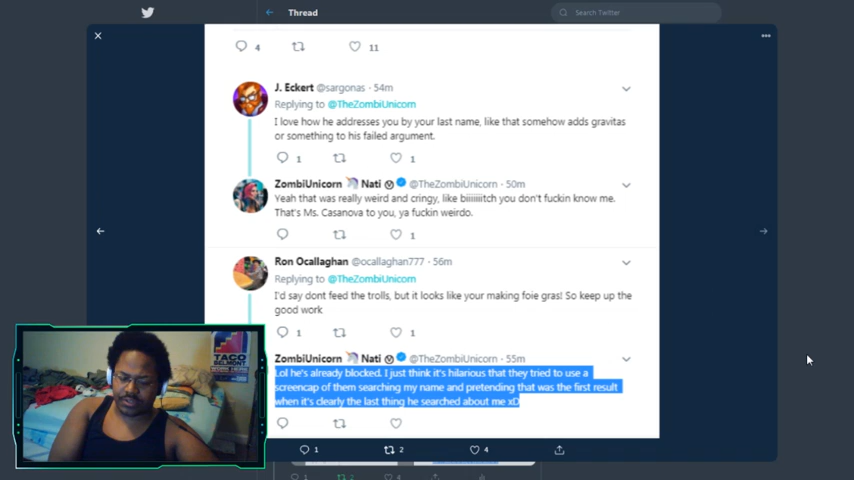 Thread
Search Twitter
4
11
J. Eckert @sargonas · 54m
Replying to @TheZombiUnicorn
I love how he addresses you by your last name, like that somehow adds gravitas
or something to his failed argument.
1
1
ZombiUnicorn 🦄 Nati Ⓥ @TheZombiUnicorn · 50m
Yeah that was really weird and cringy, like biiiiiiitch you don't fuckin know me.
That's Ms. Casanova to you, ya fuckin weirdo.
1
Ron Ocallaghan @ocallaghan777 · 56m
Replying to @TheZombiUnicorn
I'd say dont feed the trolls, but it looks like your making foie gras! So keep up the
good work
1
1
ZombiUnicorn 🦄 Nati Ⓥ @TheZombiUnicorn · 55m
Lol he's already blocked. I just think it's hilarious that they tried to use a
screencap of them searching my name and pretending that was the first result
when it's clearly the last thing he searched about me xD
TACO
BELMONT
1
2
4
1
2
4